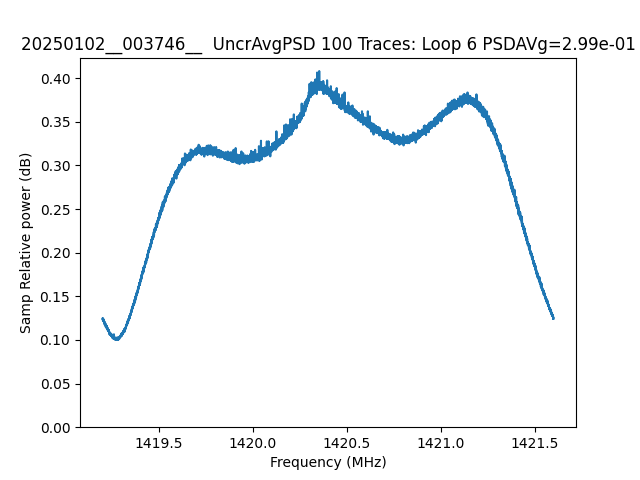 20250102__003746__ UncrAvgPSD 100 Traces: Loop 6 PSDAVg=2.99e-01
Samp Relative power (dB)
0.40
0.35
0.30
0.25
0.20
0.15
0.10
0.05
0.00
1419.5 1420.0 1420.5 1421.0 1421.5
Frequency (MHz)